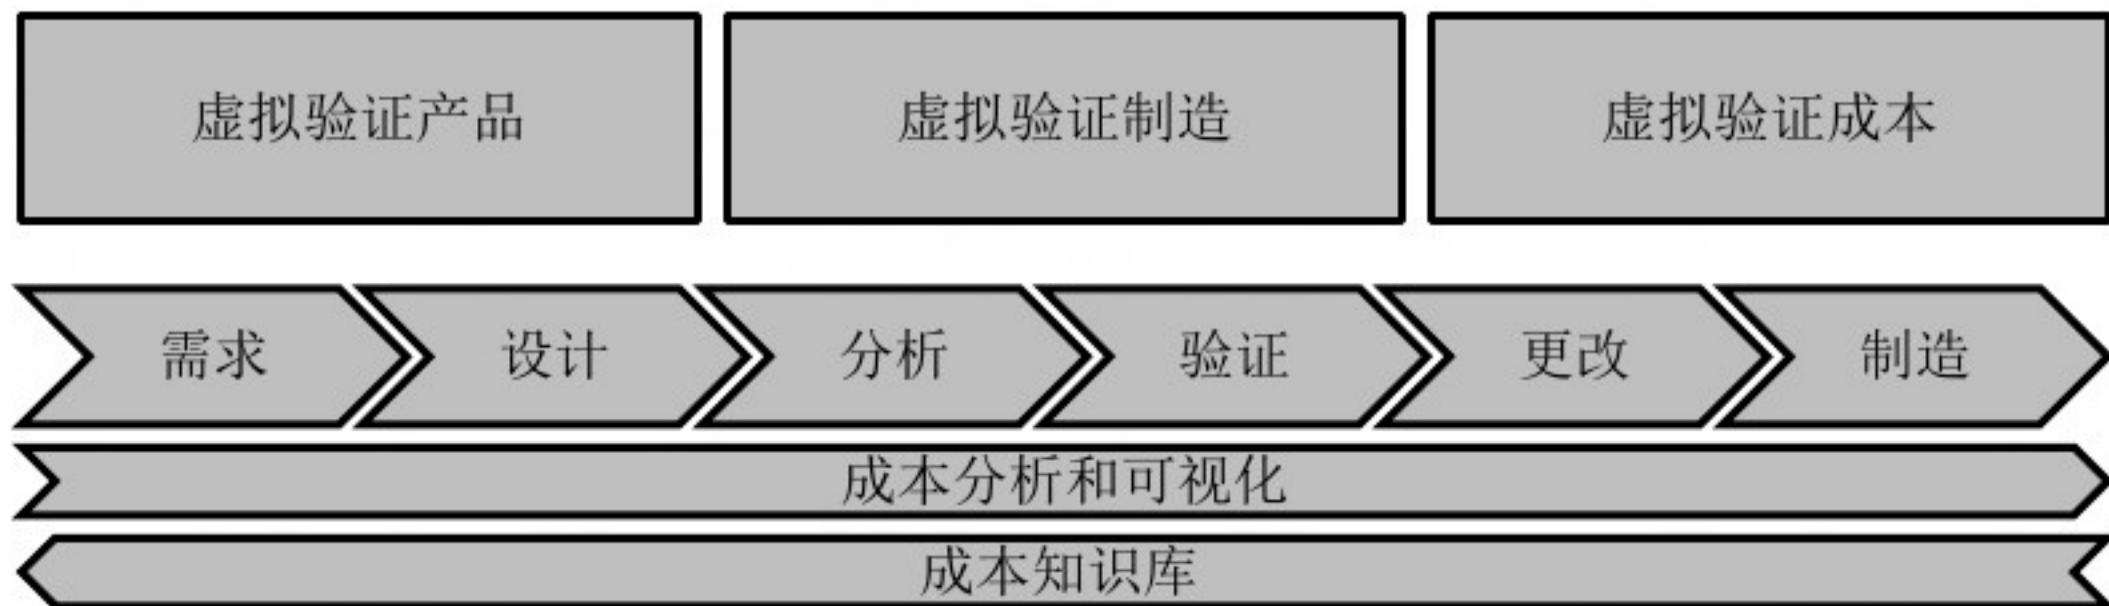 虚拟验证产品 虚拟验证制造 虚拟验证成本
需求 设计 分析 验证 更改 制造
成本分析和可视化
成本知识库